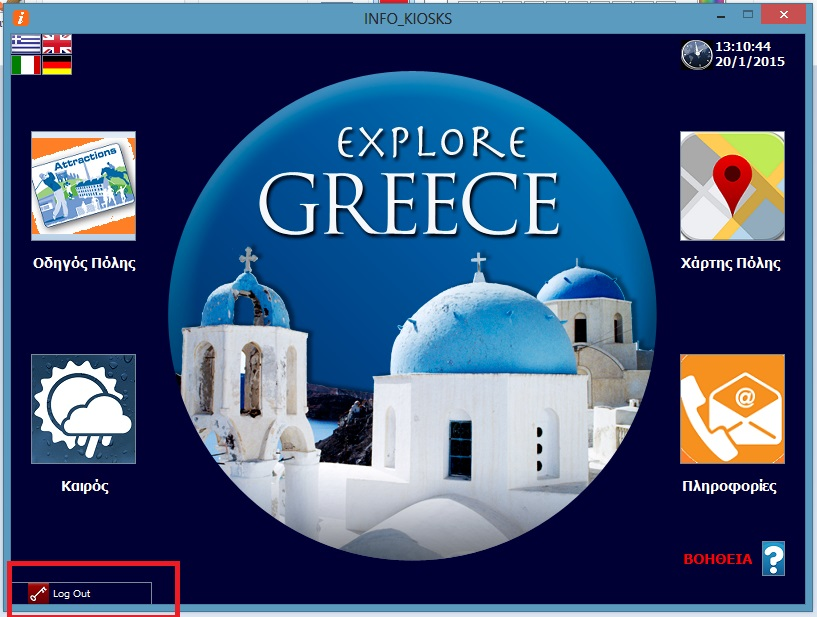 INFO_KIOSKS
13:10:44
20/1/2015
EXPLORE
GREECE
Attractions
Οδηγός Πόλης
Χάρτης Πόλης
@
Καιρός
Πληροφορίες
ΒΟΗΘΕΙΑ ?
Log Out